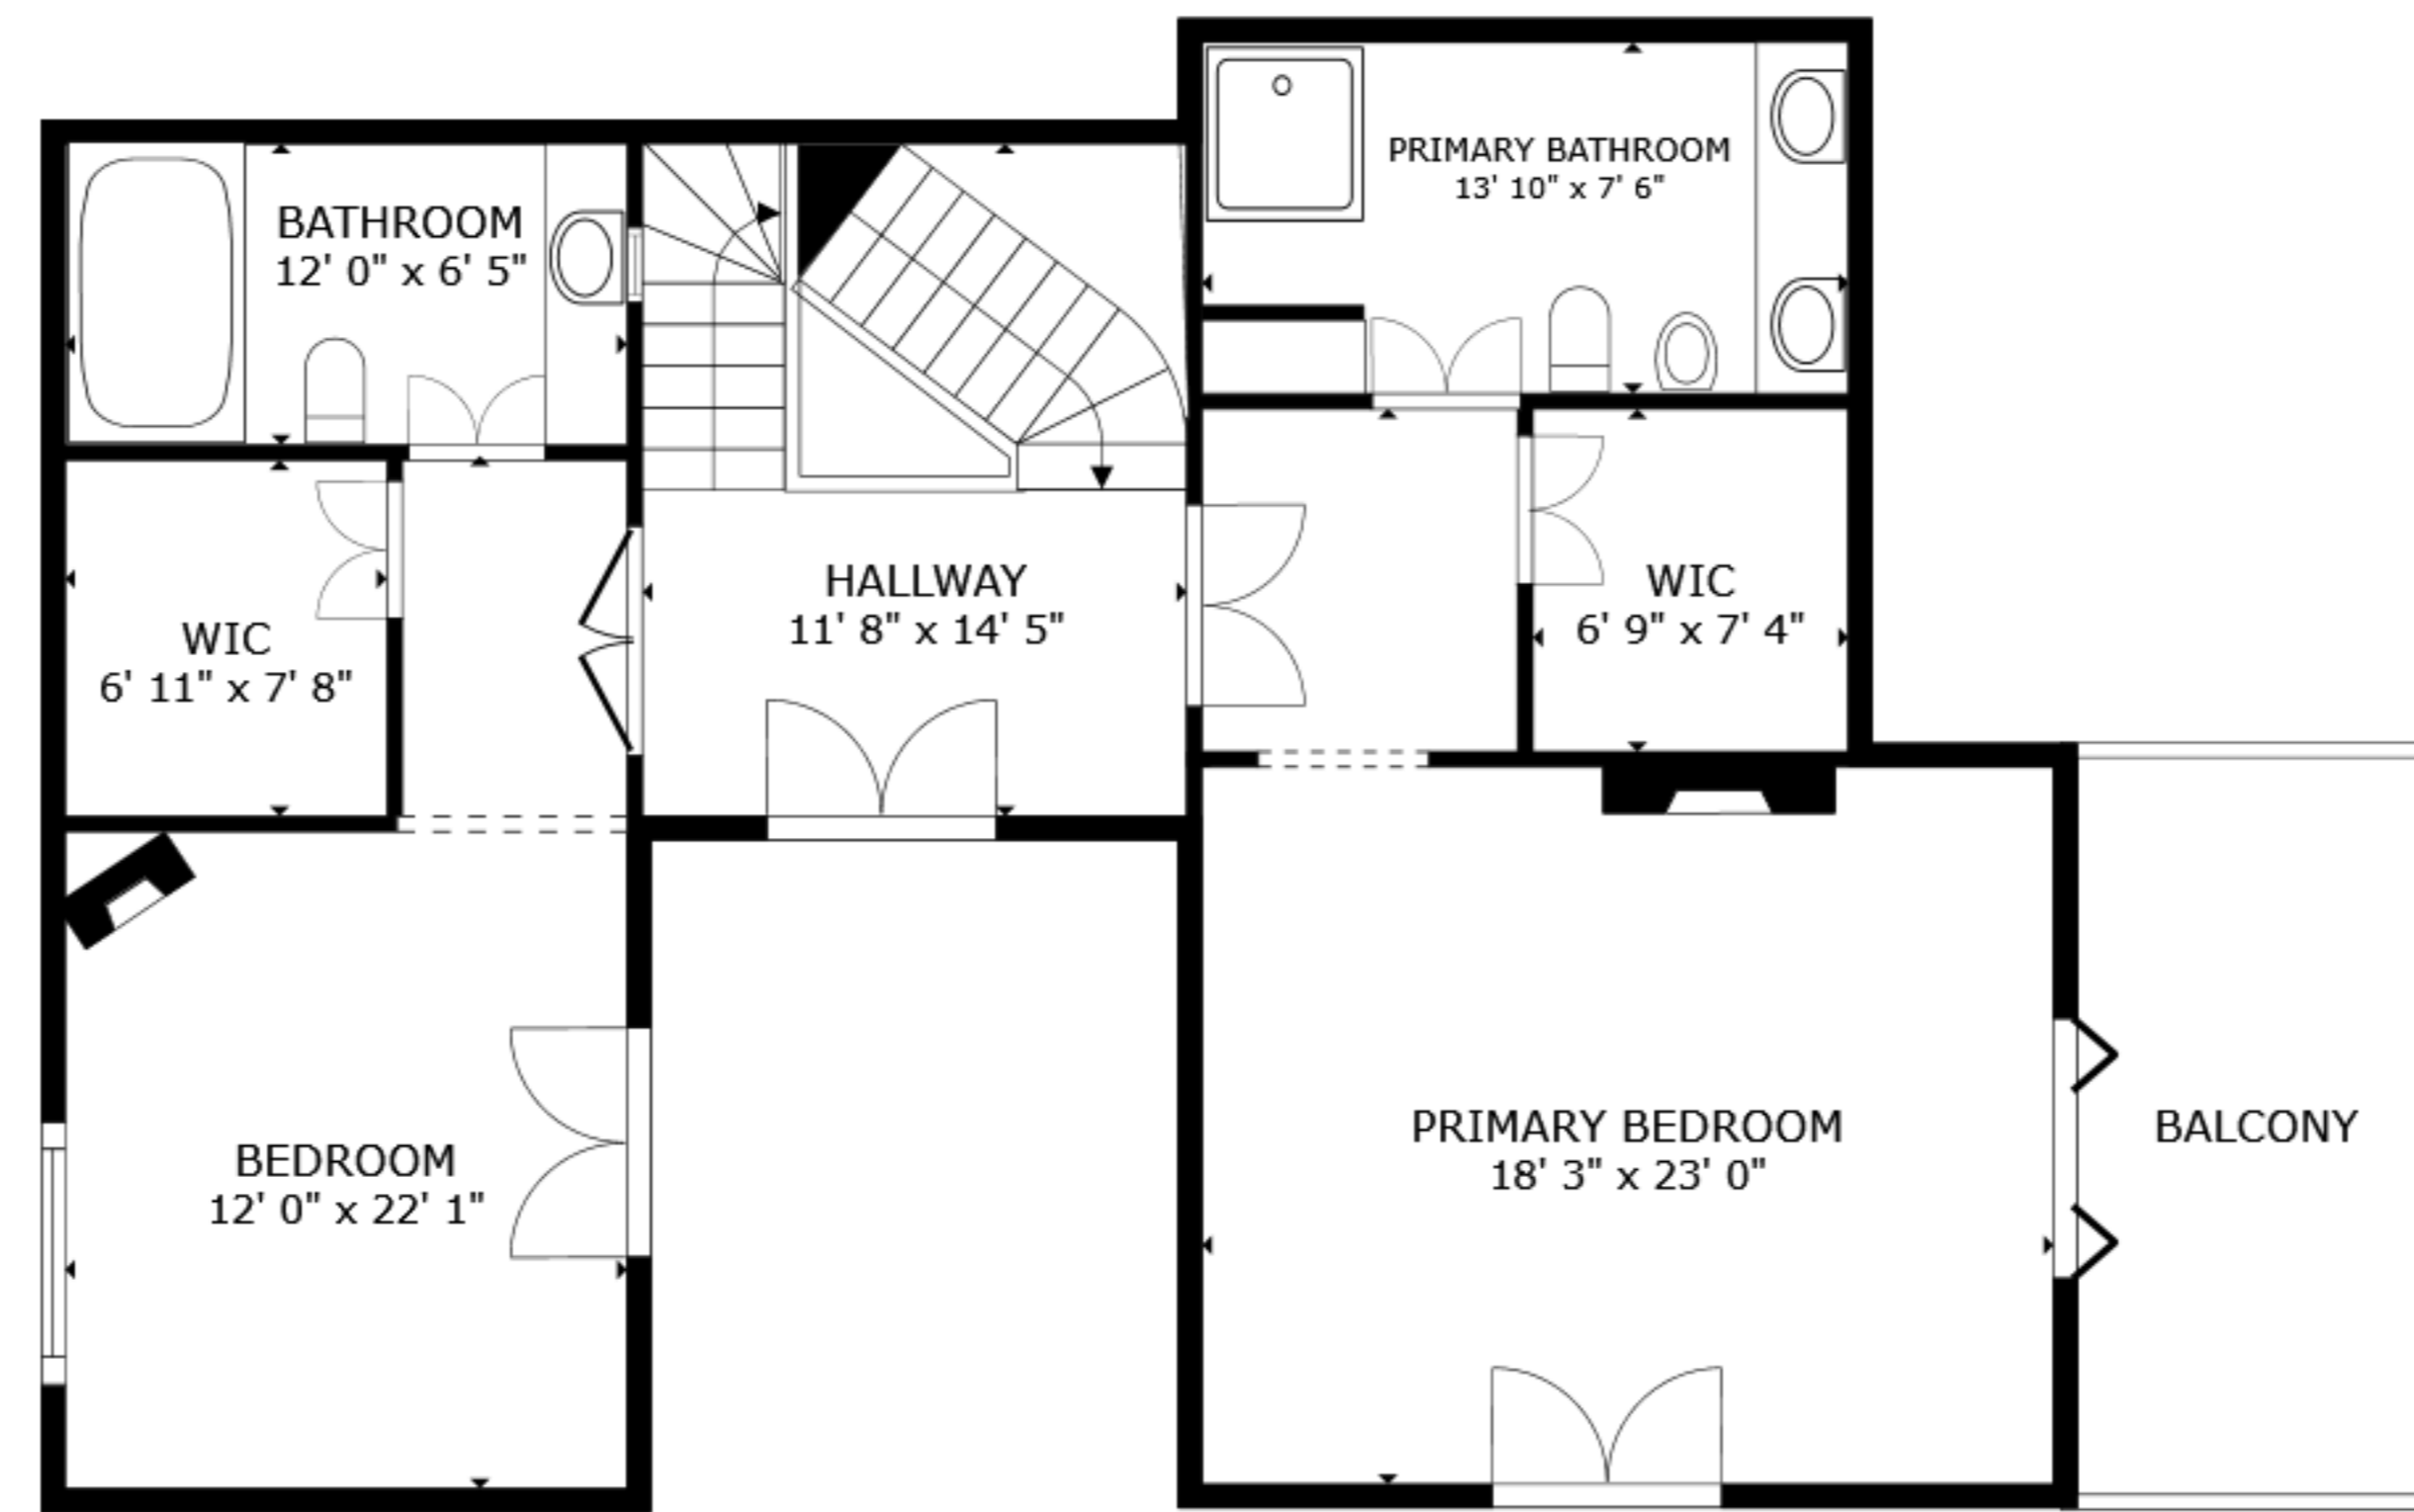 PRIMARY BATHROOM
13' 10" x 7' 6"
BATHROOM
12' 0" x 6' 5"
HALLWAY
11' 8" x 14' 5"
WIC
6' 9" x 7' 4"
WIC
6' 11" x 7' 8"
PRIMARY BEDROOM
18' 3" x 23' 0"
BALCONY
BEDROOM
12' 0" x 22' 1"